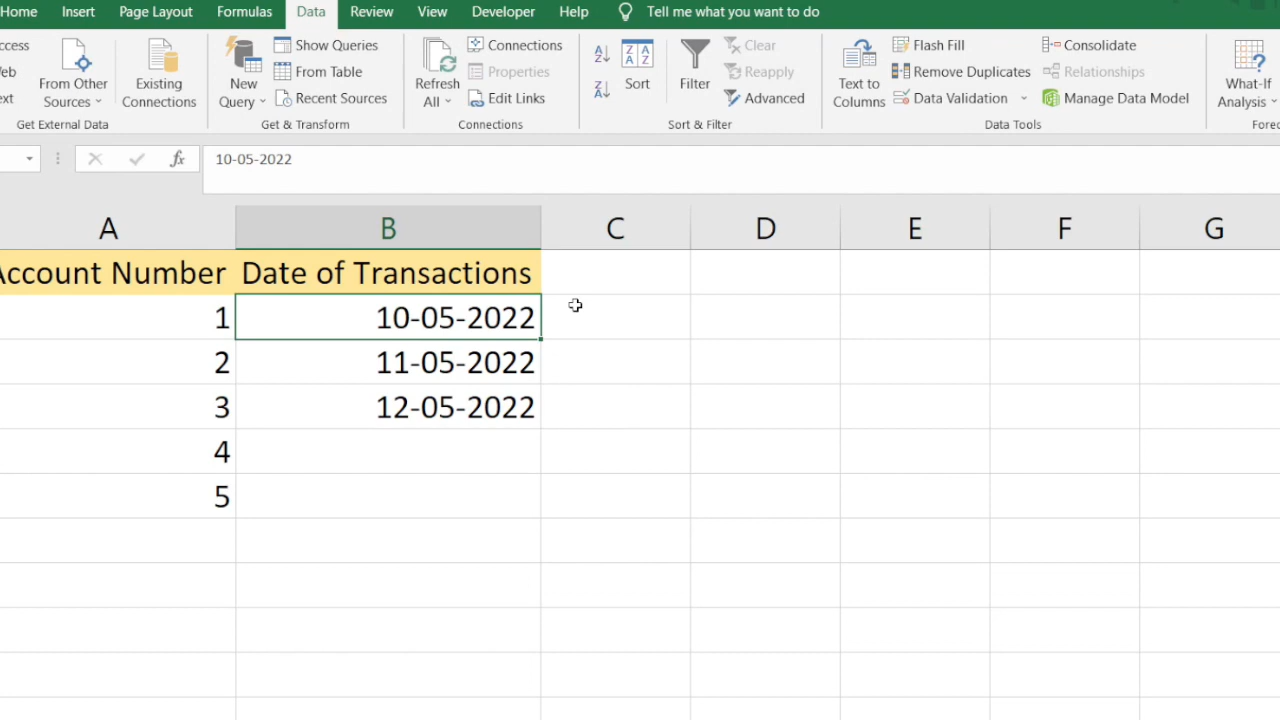 Home Insert Page Layout Formulas Data Review View Developer Help Tell me what you want to do
From Other Sources
Existing Connections
New Query
Show Queries
From Table
Recent Sources
Refresh All
Connections
Properties
Edit Links
Sort
Filter
Clear
Reapply
Advanced
Text to Columns
Flash Fill
Remove Duplicates
Data Validation
Consolidate
Relationships
Manage Data Model
What-If Analysis
Get External Data Get & Transform Connections Sort & Filter Data Tools
fx 10-05-2022
A B C D E F G
Account Number Date of Transactions
1 10-05-2022
2 11-05-2022
3 12-05-2022
4
5